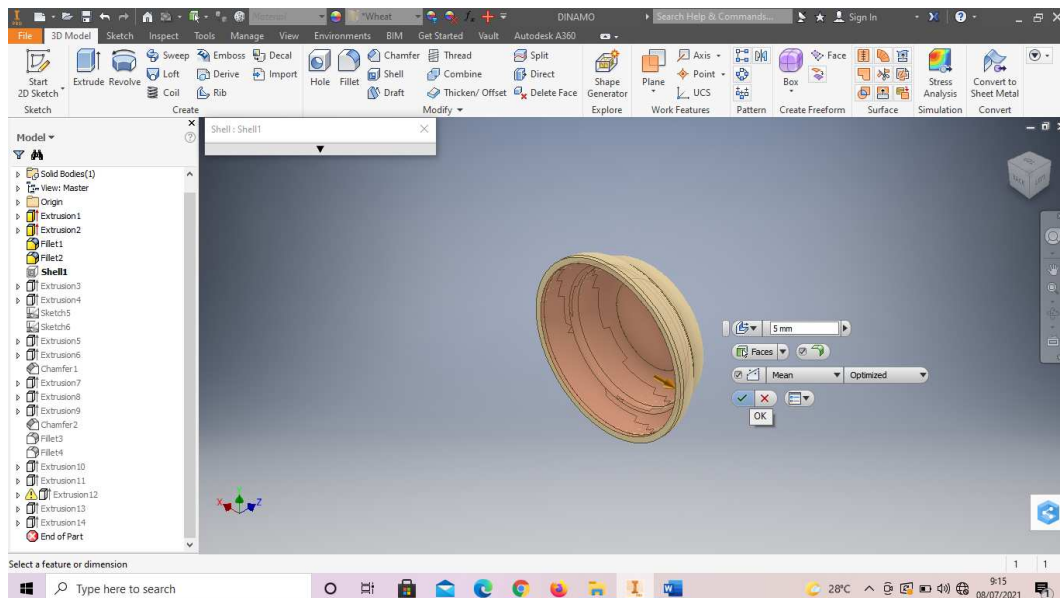 I PRO Material *Wheat DINAMO Search Help & Commands... Sign In
File 3D Model Sketch Inspect Tools Manage View Environments BIM Get Started Vault Autodesk A360
Start 2D Sketch Extrude Revolve Sweep Emboss Decal Hole Fillet Chamfer Thread Split Shape Generator Plane Axis Box Face Stress Analysis Convert to Sheet Metal
Loft Derive Import Shell Combine Direct Point
Coil Rib Draft Thicken/ Offset Delete Face UCS
Sketch Create Modify Explore Work Features Pattern Create Freeform Surface Simulation Convert
Model
Shell : Shell1
Solid Bodies(1)
View: Master
Origin
Extrusion1
Extrusion2
Fillet1
Fillet2
Shell1
Extrusion3
Extrusion4
Sketch5
Sketch6
Extrusion5
Extrusion6
Chamfer1
Extrusion7
Extrusion8
Extrusion9
Chamfer2
Fillet3
Fillet4
Extrusion10
Extrusion11
Extrusion12
Extrusion13
Extrusion14
End of Part
BACK
5 mm
Faces
Mean Optimized
OK
X Y Z
Select a feature or dimension 1 1
Type here to search 28°C 9:15
08/07/2021